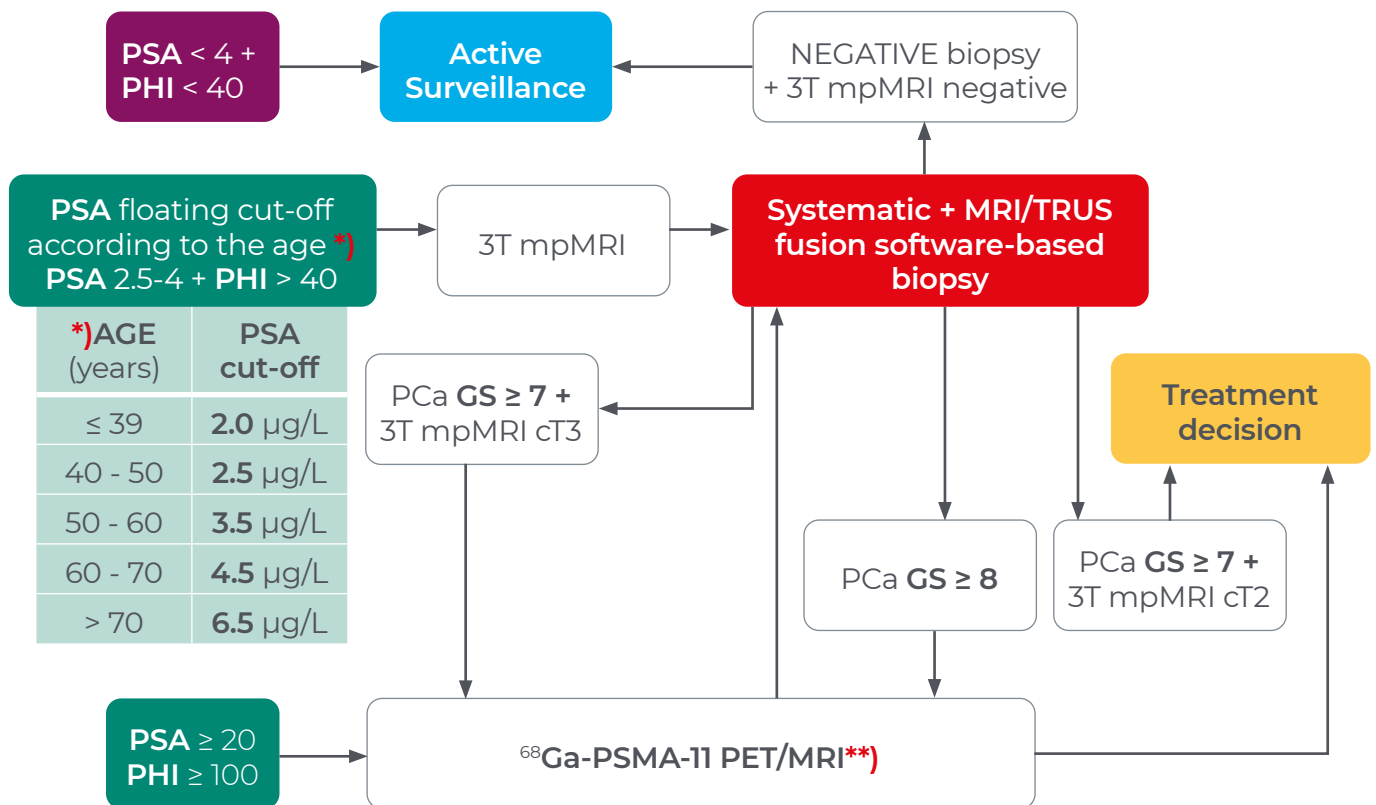 PSA < 4 +
PHI < 40
Active
Surveillance
NEGATIVE biopsy
+ 3T mpMRI negative
PSA floating cut-off
according to the age *)
PSA 2.5-4 + PHI > 40
3T mpMRI
Systematic + MRI/TRUS
fusion software-based
biopsy
*)AGE
(years)
PSA
cut-off
≤ 39 2.0 µg/L
40 - 50 2.5 µg/L
50 - 60 3.5 µg/L
60 - 70 4.5 µg/L
> 70 6.5 µg/L
PCa GS ≥ 7 +
3T mpMRI cT3
Treatment
decision
PCa GS ≥ 8
PCa GS ≥ 7 +
3T mpMRI cT2
PSA ≥ 20
PHI ≥ 100
⁶⁸Ga-PSMA-11 PET/MRI**)